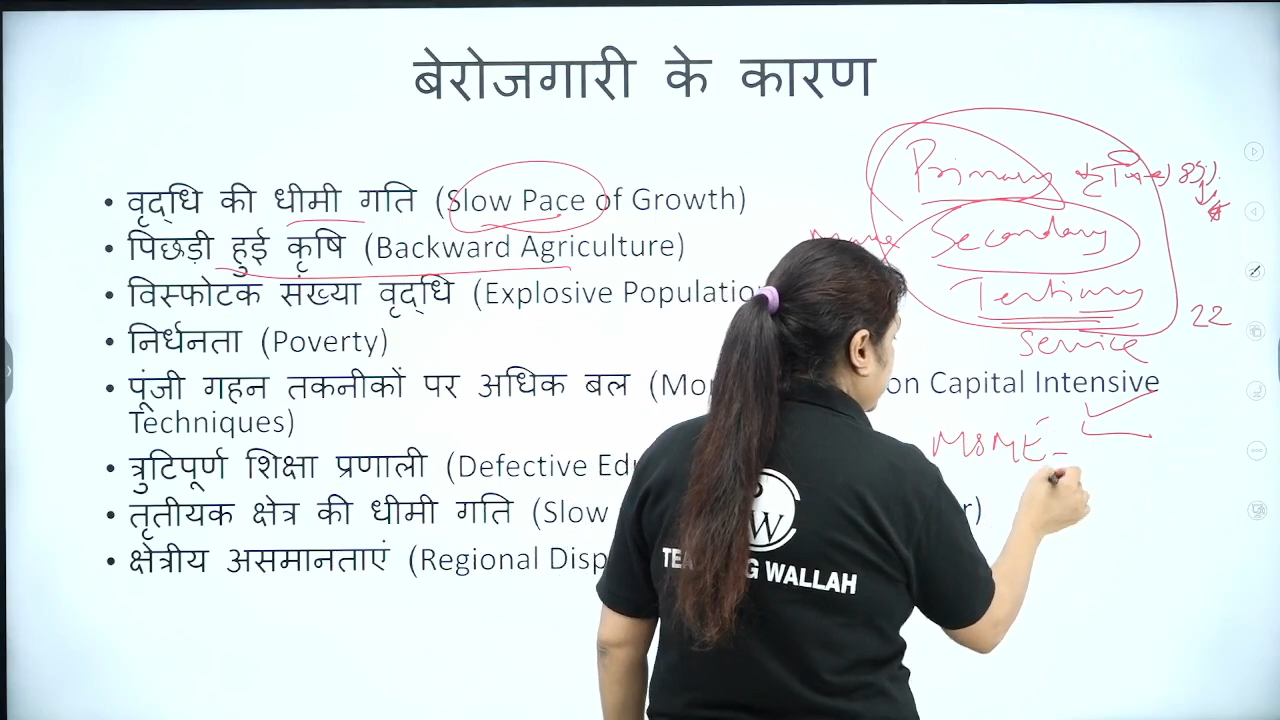 बेरोजगारी के कारण
• वृद्धि की धीमी गति (Slow Pace of Growth)
• पिछड़ी हुई कृषि (Backward Agriculture)
• विस्फोटक संख्या वृद्धि (Explosive Population
• निर्धनता (Poverty)
• पूंजी गहन तकनीकों पर अधिक बल (Mo on Capital Intensive
Techniques)
• त्रुटिपूर्ण शिक्षा प्रणाली (Defective Ed
• तृतीयक क्षेत्र की धीमी गति (Slow r)
• क्षेत्रीय असमानताएं (Regional Disp
Primary
Secondary
Tertiary
22
Service
MSME-
W
WALLAH